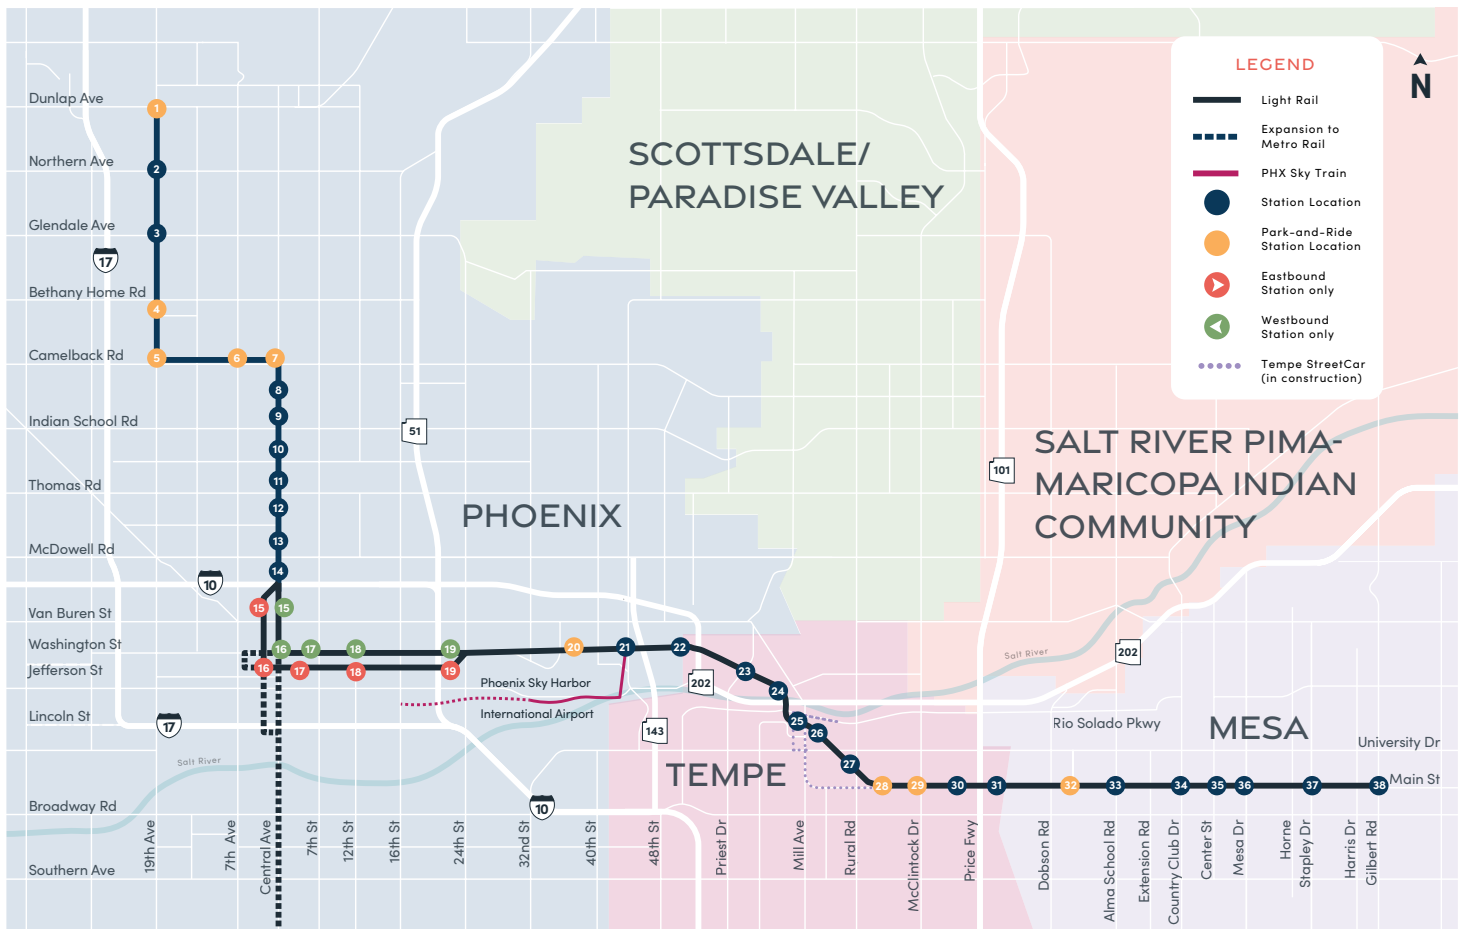 LEGEND
Light Rail
Expansion to
Metro Rail
PHX Sky Train
Station Location
Park-and-Ride
Station Location
Eastbound
Station only
Westbound
Station only
Tempe StreetCar
(in construction)
N
Dunlap Ave
Northern Ave
Glendale Ave
Bethany Home Rd
Camelback Rd
Indian School Rd
Thomas Rd
McDowell Rd
Van Buren St
Washington St
Jefferson St
Lincoln St
Broadway Rd
Southern Ave
SCOTTSDALE/
PARADISE VALLEY
PHOENIX
SALT RIVER PIMA-
MARICOPA INDIAN
COMMUNITY
TEMPE
MESA
Phoenix Sky Harbor
International Airport
Salt River
Salt River
Rio Solado Pkwy
University Dr
Main St
17
51
101
10
202
202
143
17
10
1
2
3
4
5
6
7
8
9
10
11
12
13
14
15
15
16
17
18
19
16
17
18
19
20
21
22
23
24
25
26
27
28
29
30
31
32
33
34
35
36
37
38
19th Ave
7th Ave
Central Ave
7th St
12th St
16th St
24th St
32nd St
40th St
48th St
Priest Dr
Mill Ave
Rural Rd
McClintock Dr
Price Fwy
Dobson Rd
Alma School Rd
Extension Rd
Country Club Dr
Center St
Mesa Dr
Horne
Stapley Dr
Harris Dr
Gilbert Rd